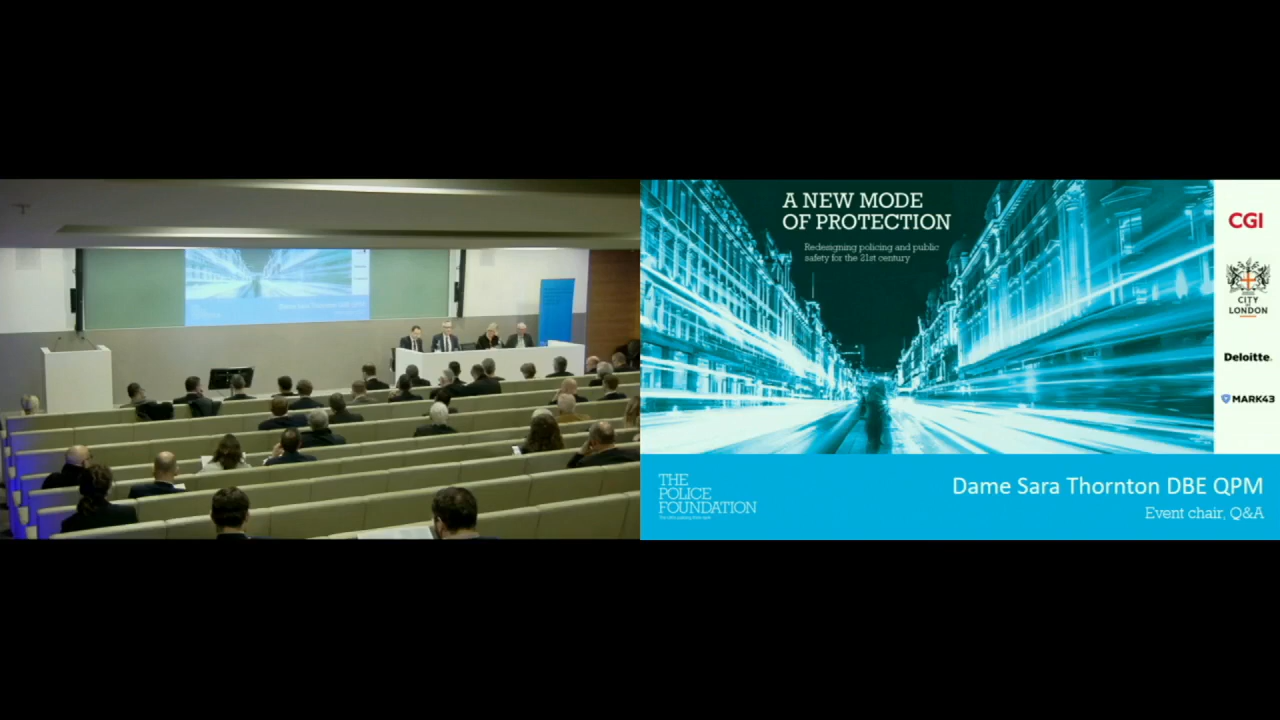 A NEW MODE
OF PROTECTION
Redesigning policing and public
safety for the 21st century
CGI
CITY
OF
LONDON
Deloitte.
MARK43
THE
POLICE
FOUNDATION
Dame Sara Thornton DBE QPM
Event chair, Q&A